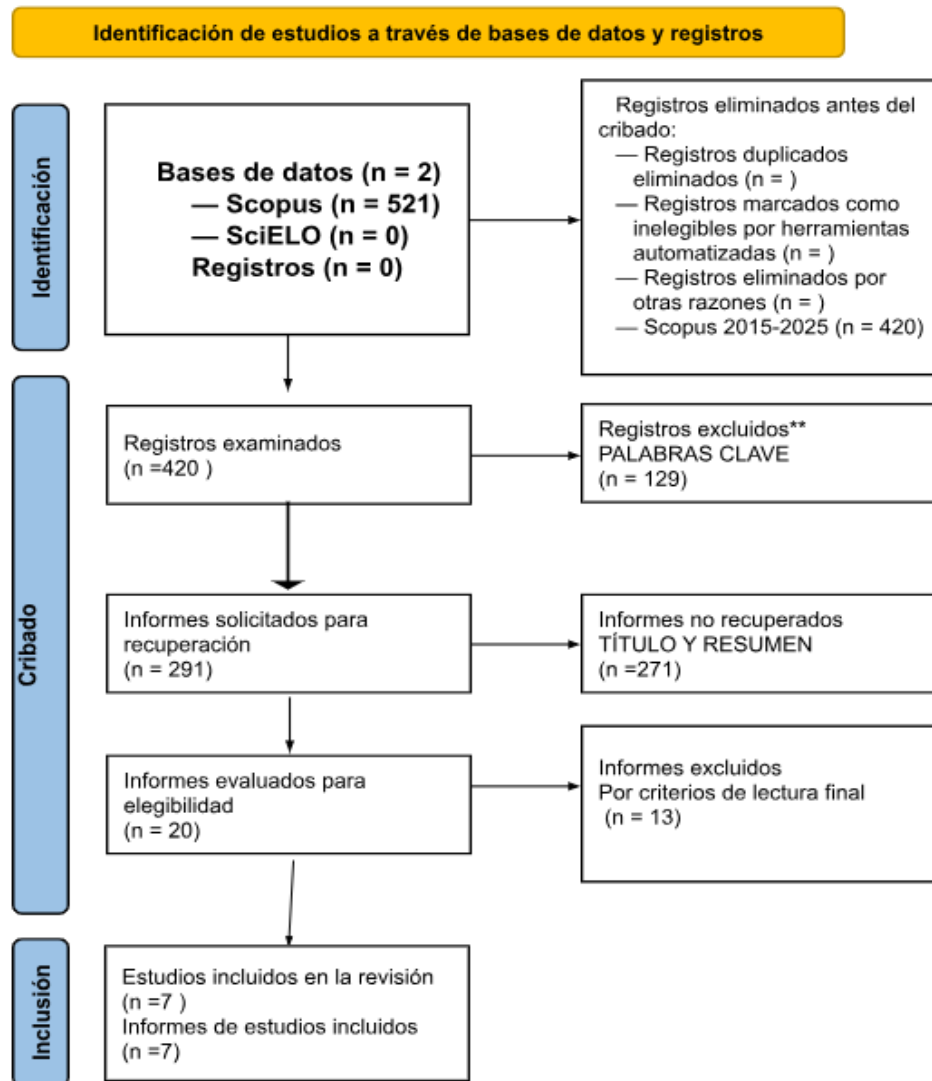 Identificación de estudios a través de bases de datos y registros
Identificación
Bases de datos (n = 2)
— Scopus (n = 521)
— SciELO (n = 0)
Registros (n = 0)
Registros eliminados antes del
cribado:
— Registros duplicados
eliminados (n = )
— Registros marcados como
inelegibles por herramientas
automatizadas (n = )
— Registros eliminados por
otras razones (n = )
— Scopus 2015-2025 (n = 420)
Cribado
Registros examinados
(n =420 )
Registros excluidos**
PALABRAS CLAVE
(n = 129)
Informes solicitados para
recuperación
(n = 291)
Informes no recuperados
TÍTULO Y RESUMEN
(n =271)
Informes evaluados para
elegibilidad
(n = 20)
Informes excluidos
Por criterios de lectura final
(n = 13)
Inclusión
Estudios incluidos en la revisión
(n =7 )
Informes de estudios incluidos
(n =7)